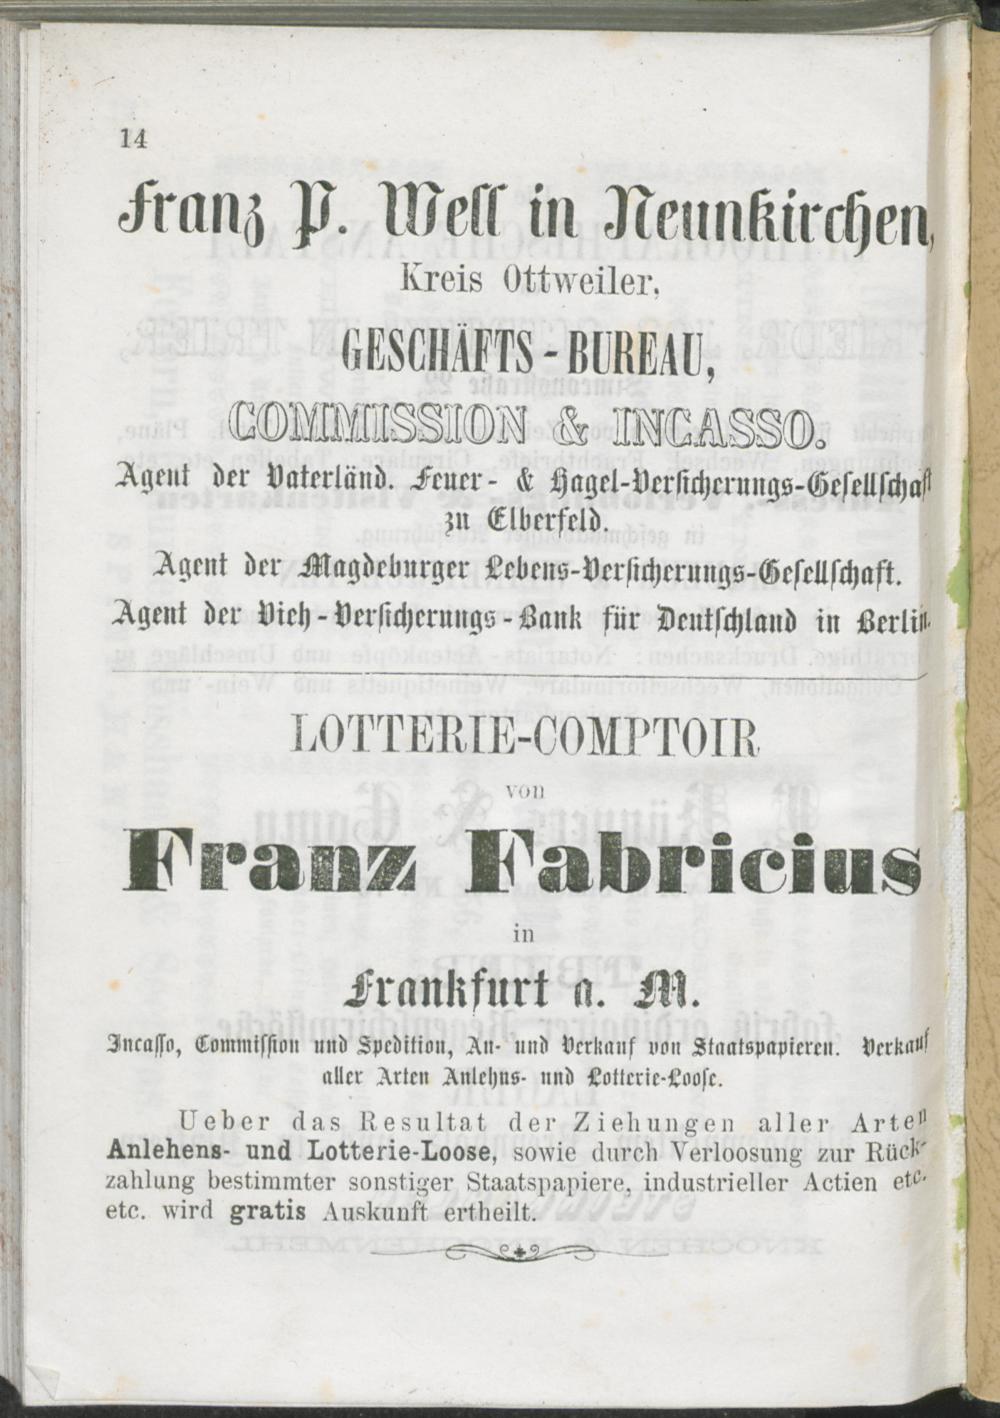 14
Franz P. Well in Neunkirchen,
Kreis Ottweiler,
GESCHÄFTS-BUREAU,
COMMISSION & INCASSO.
Agent der Vaterländ. Feuer- & Hagel-Versicherungs-Gesellschaft
zu Elberfeld.
Agent der Magdeburger Lebens-Versicherungs-Gesellschaft.
Agent der Vieh-Versicherungs-Bank für Deutschland in Berlin.
LOTTERIE-COMPTOIR
von
Franz Fabricius
in
Frankfurt a. M.
Incasso, Commission und Spedition, An- und Verkauf von Staatspapieren. Verkauf
aller Arten Anlehns- und Lotterie-Loose.
Ueber das Resultat der Ziehungen aller Arten
Anlehens- und Lotterie-Loose, sowie durch Verloosung zur Rück-
zahlung bestimmter sonstiger Staatspapiere, industrieller Actien etc.
etc. wird gratis Auskunft ertheilt.